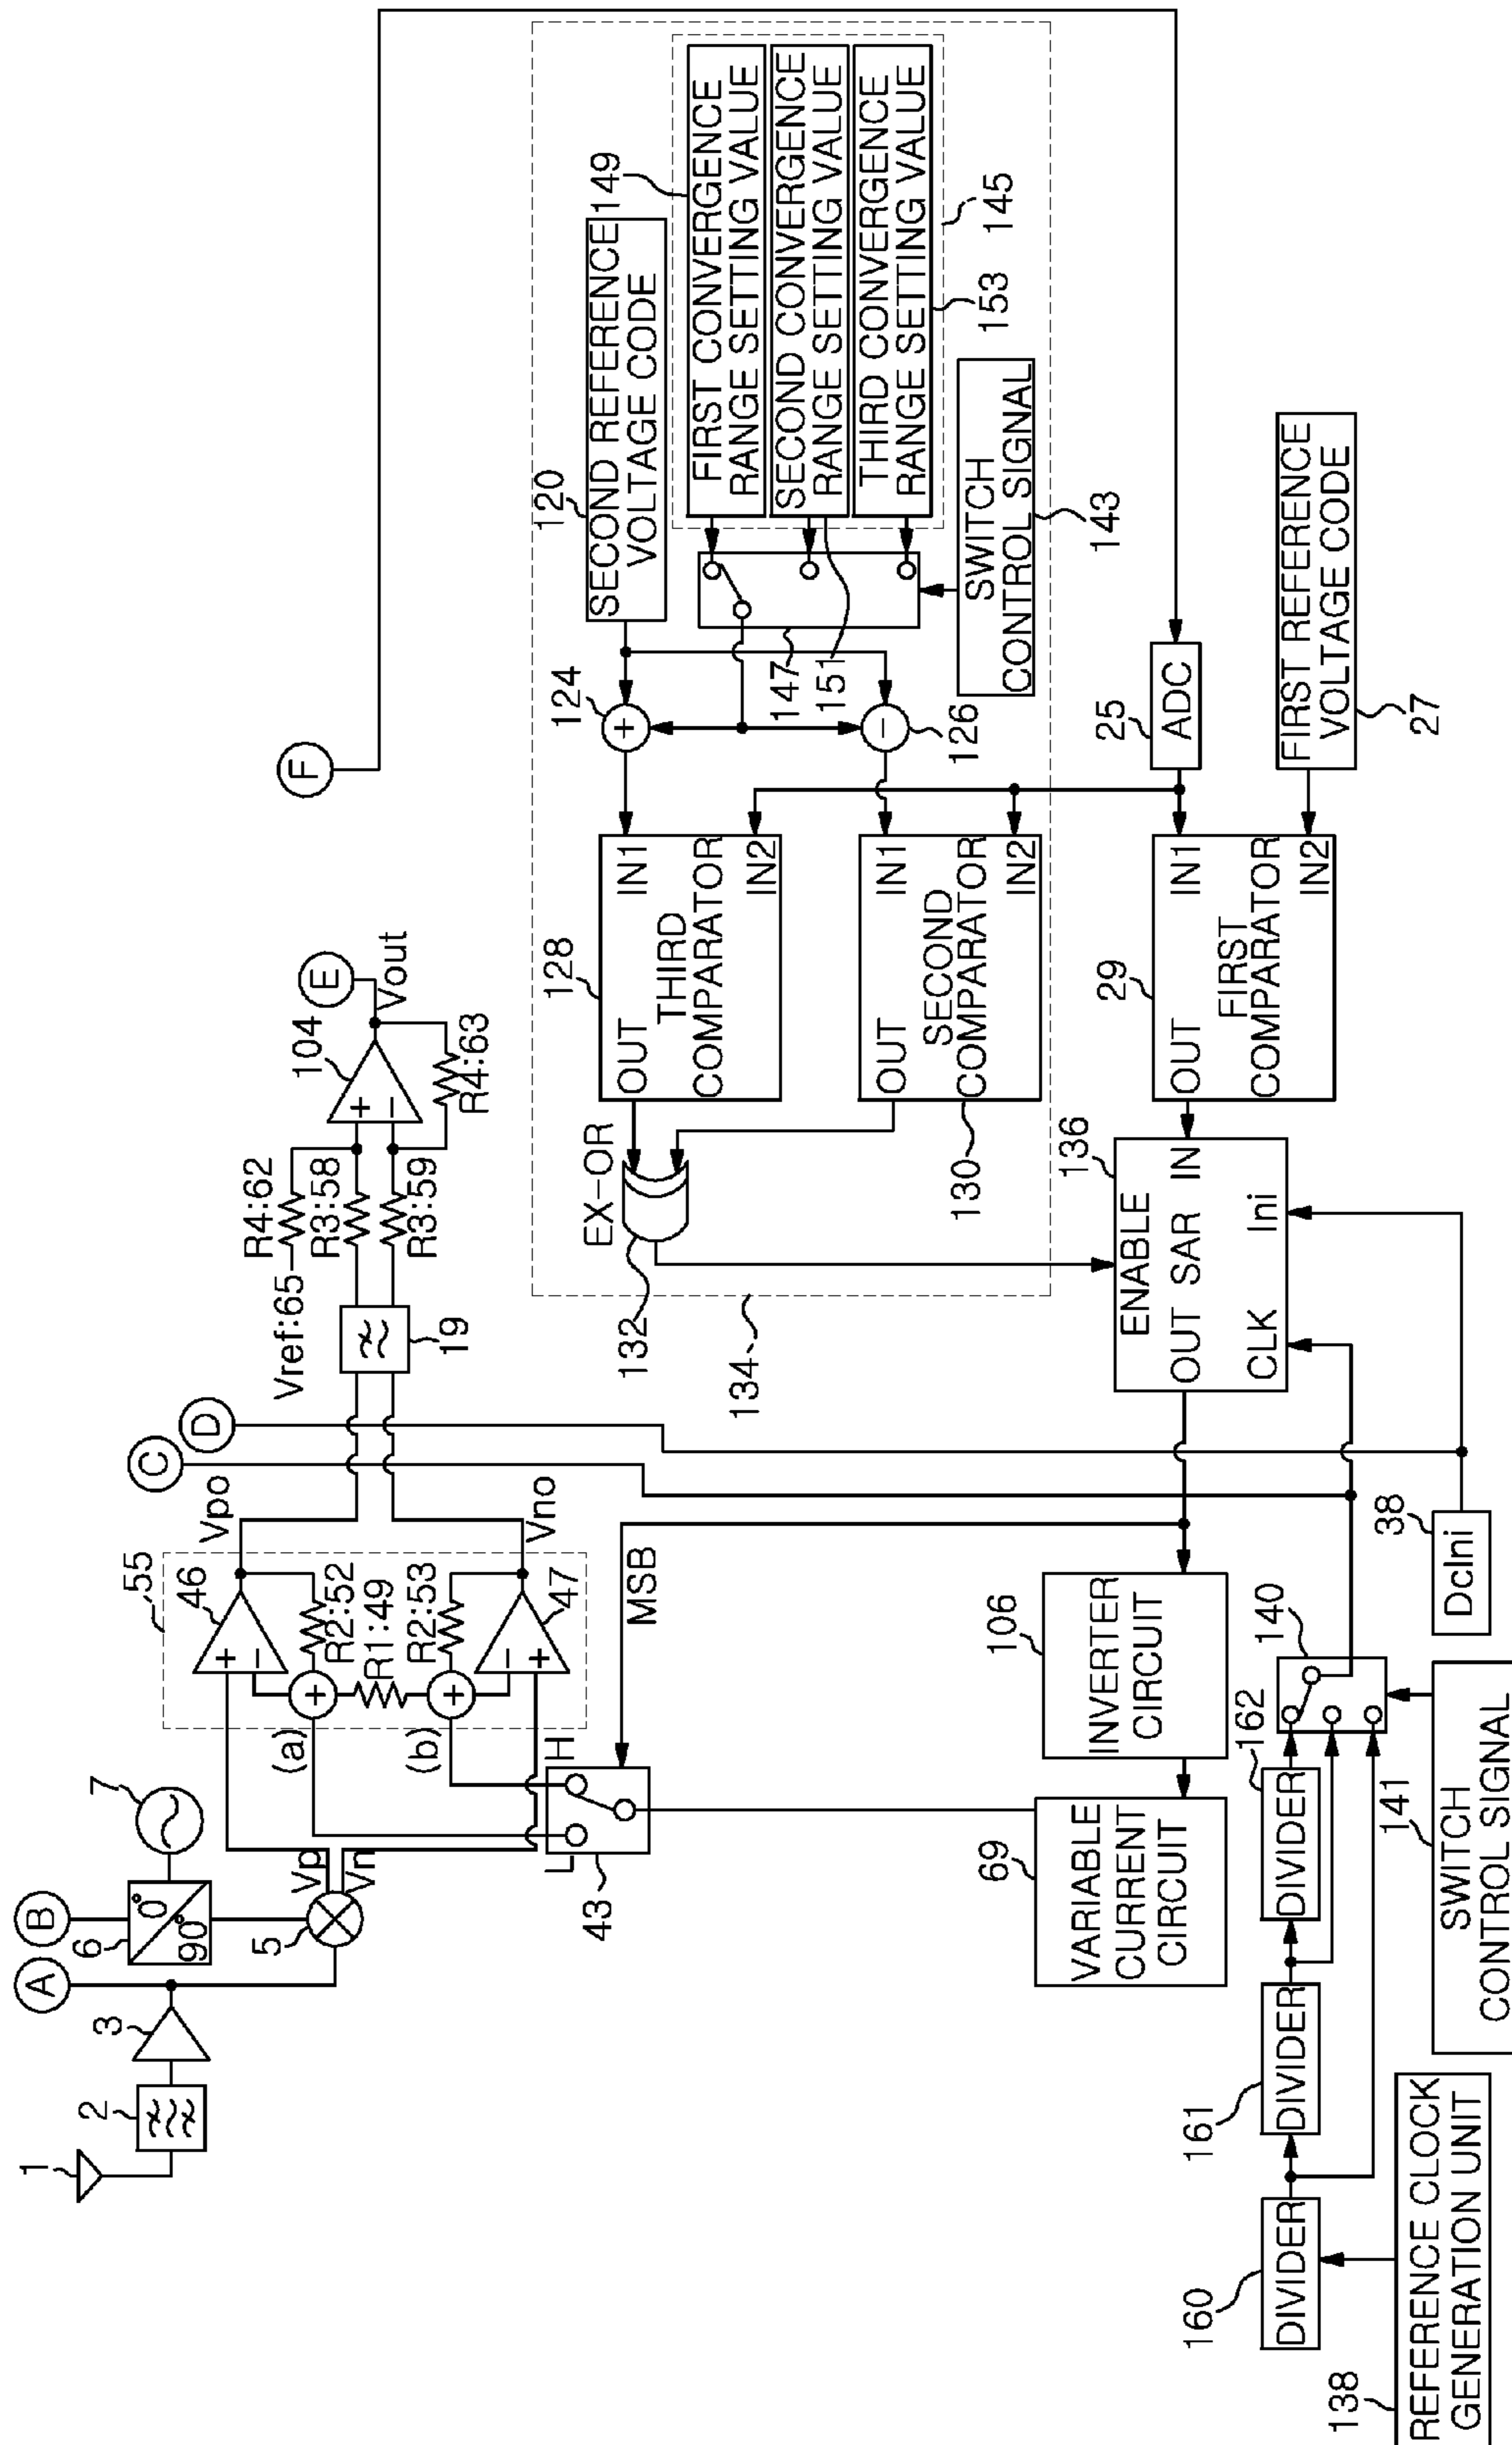 1
2
3
A
B
6
0°
90°
7
5
Vp
Vn
L
H
43
(a)
(b)
55
46
+
−
+
R2:52
R1:49
R2:53
+
−
+
47
Vpo
Vno
C
D
19
Vref:65
R4:62
R3:58
R3:59
104
+
−
R4:63
Vout
E
F
MSB
134
132
EX-OR
128
OUT
THIRD
COMPARATOR
IN1
IN2
130
OUT
SECOND
COMPARATOR
IN1
IN2
124
+
126
−
120
SECOND REFERENCE
VOLTAGE CODE
147
151
149
FIRST CONVERGENCE
RANGE SETTING VALUE
SECOND CONVERGENCE
RANGE SETTING VALUE
THIRD CONVERGENCE
RANGE SETTING VALUE
153
145
SWITCH
CONTROL SIGNAL
143
69
VARIABLE
CURRENT
CIRCUIT
106
INVERTER
CIRCUIT
136
ENABLE
OUT SAR IN
CLK Ini
29
OUT
FIRST
COMPARATOR
IN1
IN2
25
ADC
FIRST REFERENCE
VOLTAGE CODE
27
160
DIVIDER
161
DIVIDER
162
DIVIDER
140
38
DcIni
138
REFERENCE CLOCK
GENERATION UNIT
141
SWITCH
CONTROL SIGNAL